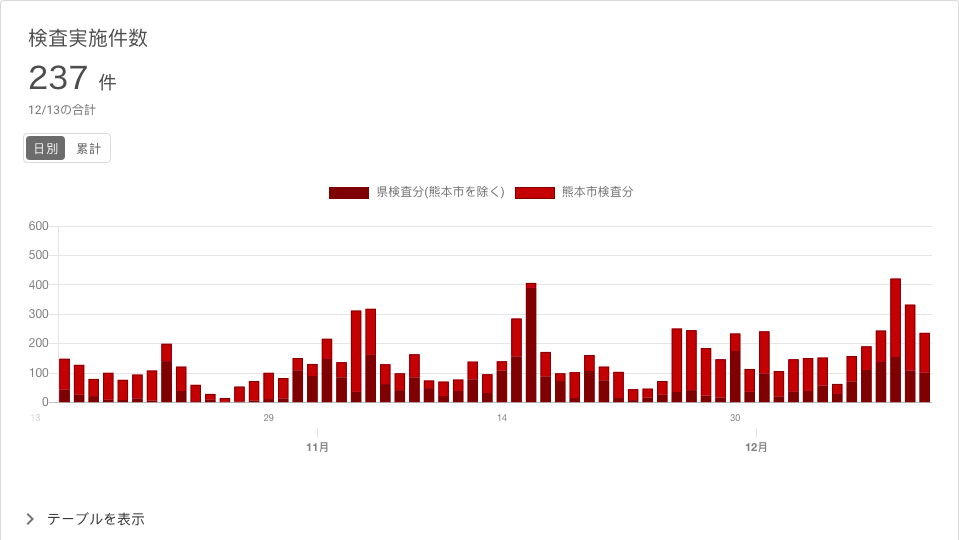 検査実施件数
237 件
12/13の合計
日別 累計
県検査分(熊本市を除く) 熊本市検査分
600
500
400
300
200
100
0
13 29 14 30
11月 12月
テーブルを表示